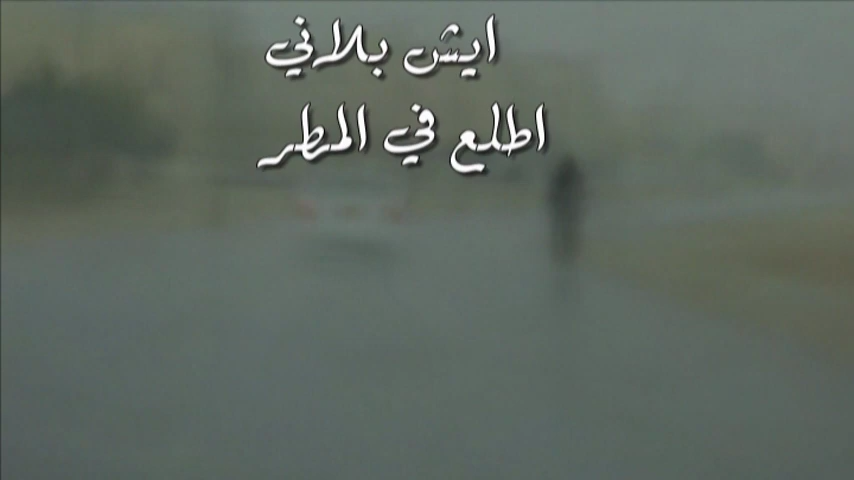 ايش بلاني
اطلع في المطر